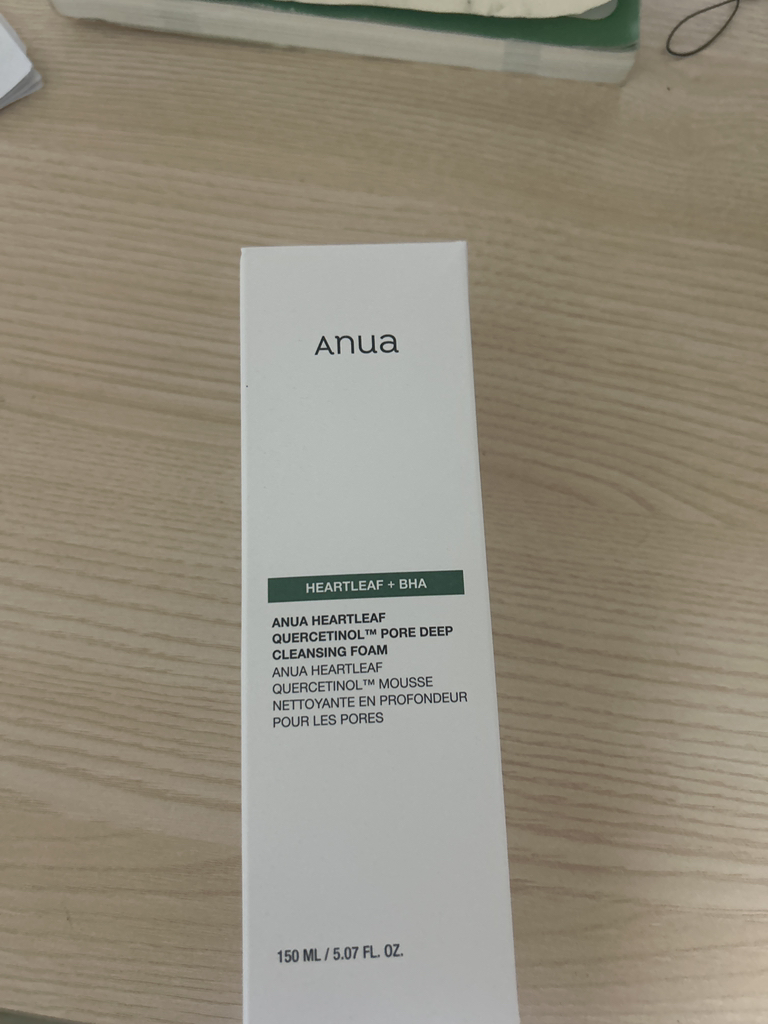 Anua
HEARTLEAF + BHA
ANUA HEARTLEAF
QUERCETINOL™ PORE DEEP
CLEANSING FOAM
ANUA HEARTLEAF
QUERCETINOL™ MOUSSE
NETTOYANTE EN PROFONDEUR
POUR LES PORES
150 ML / 5.07 FL. OZ.